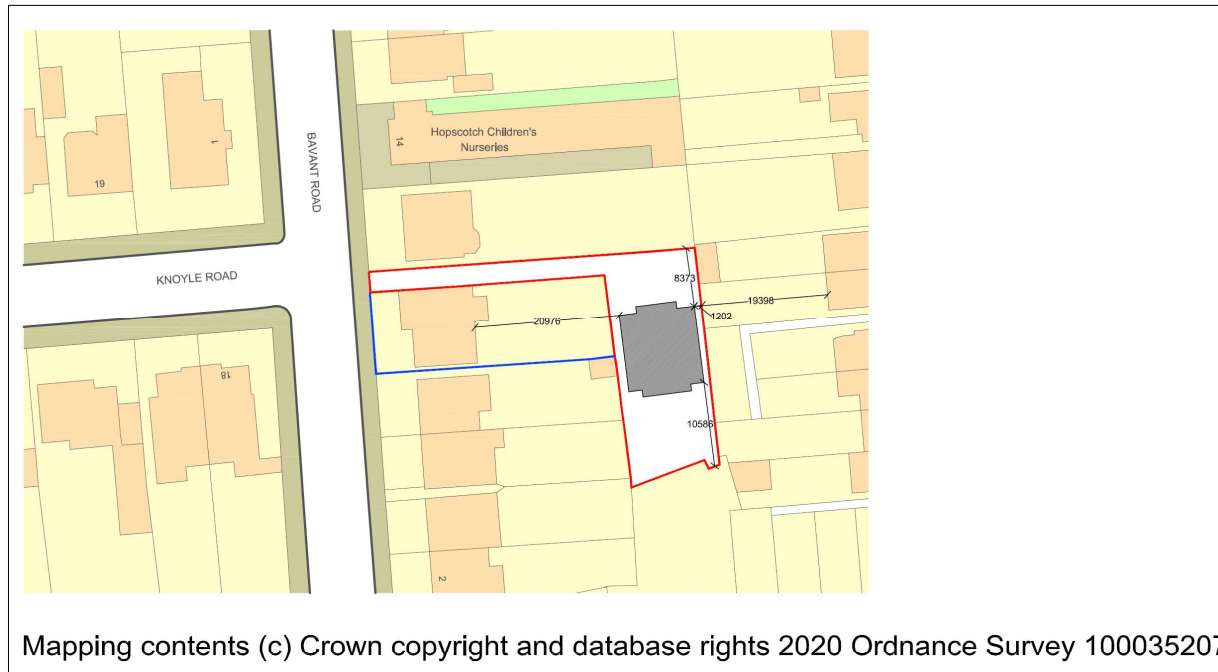 Hopscotch Children's
Nurseries
14
1
19
BAVANT ROAD
KNOYLE ROAD
8373
19398
1202
20976
18
10586
2
Mapping contents (c) Crown copyright and database rights 2020 Ordnance Survey 100035207